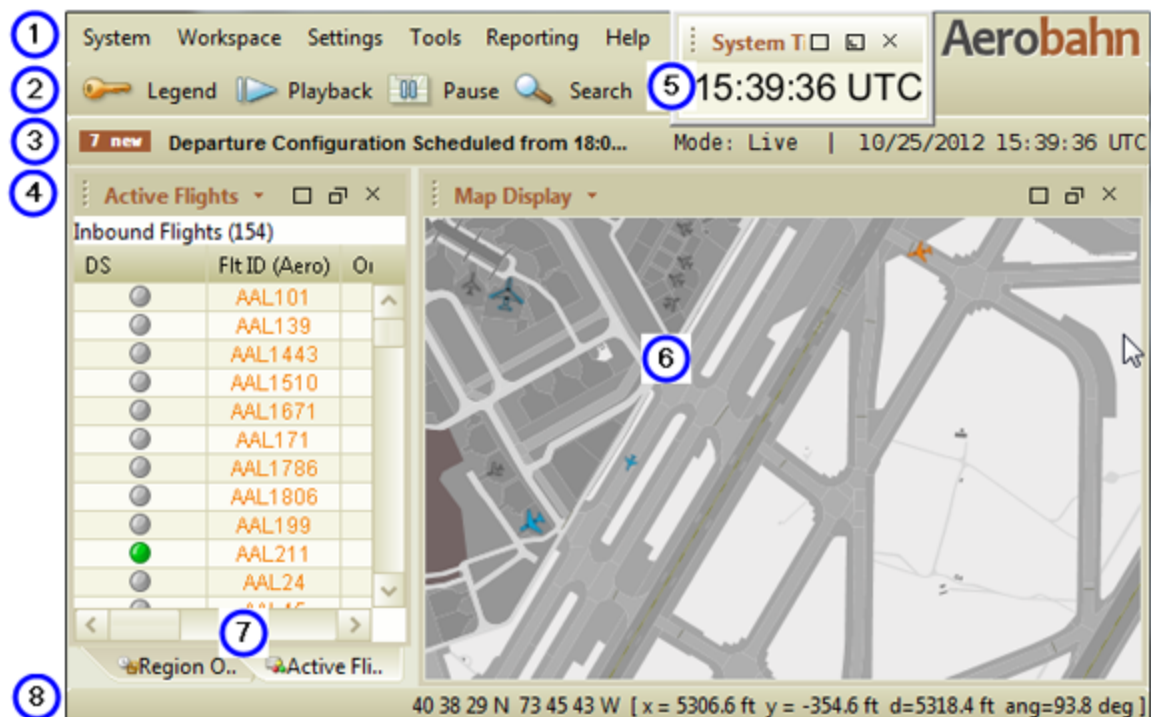 1 System Workspace Settings Tools Reporting Help
System Ti
Aerobahn
2 Legend Playback Pause Search
5 15:39:36 UTC
3 7 new Departure Configuration Scheduled from 18:0... Mode: Live | 10/25/2012 15:39:36 UTC
4 Active Flights
Map Display
Inbound Flights (154)
DS Flt ID (Aero)
AAL101
AAL139
AAL1443
AAL1510
AAL1671
AAL171
AAL1786
AAL1806
AAL199
AAL211
AAL24
6
7
Region O.. Active Fli..
8 40 38 29 N 73 45 43 W [ x = 5306.6 ft y = -354.6 ft d=5318.4 ft ang=93.8 deg ]